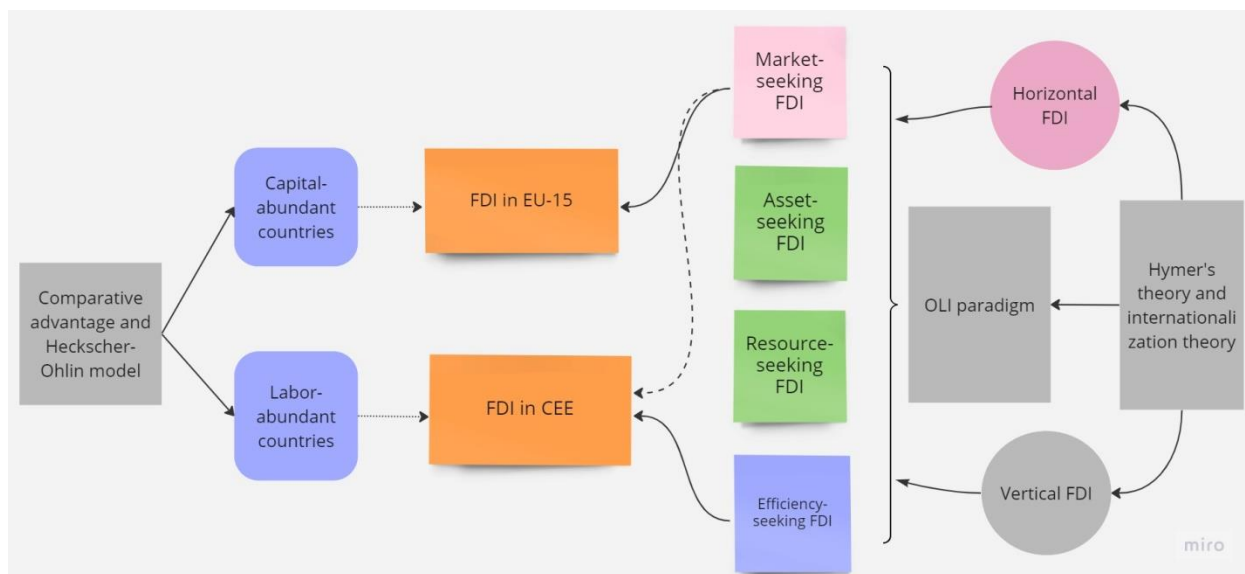 Comparative
advantage and
Heckscher-
Ohlin model
Capital-
abundant
countries
Labor-
abundant
countries
FDI in EU-15
FDI in CEE
Market-
seeking
FDI
Asset-
seeking
FDI
Resource-
seeking
FDI
Efficiency-
seeking FDI
Horizontal
FDI
OLI paradigm
Vertical FDI
Hymer's
theory and
internationali
zation theory
miro